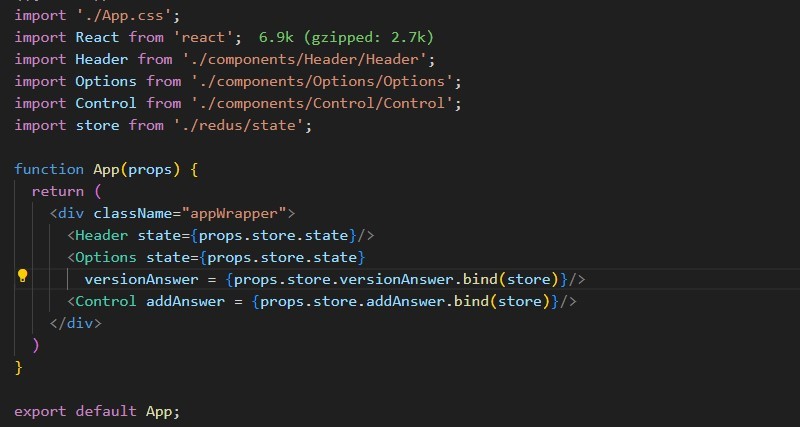 import './App.css';
import React from 'react';  6.9k (gzipped: 2.7k)
import Header from './components/Header/Header';
import Options from './components/Options/Options';
import Control from './components/Control/Control';
import store from './redus/state';

function App(props) {
  return (
    <div className="appWrapper">
      <Header state={props.store.state}/>
      <Options state={props.store.state}
        versionAnswer = {props.store.versionAnswer.bind(store)}/>
      <Control addAnswer = {props.store.addAnswer.bind(store)}/>
    </div>
  )
}

export default App;